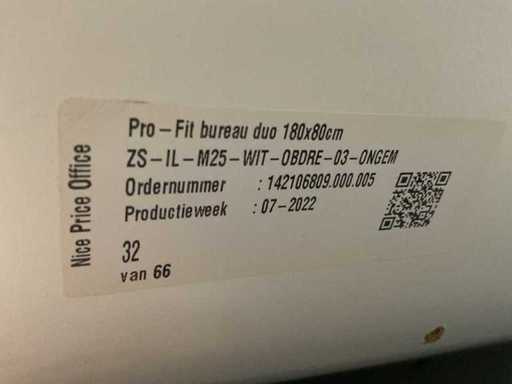 Nice Price Office
Pro-Fit bureau duo 180x80cm
ZS-IL-M25-WIT-OBDRE-03-ONGEM
Ordernummer : 142106809.000.005
Productieweek : 07-2022
32
van 66